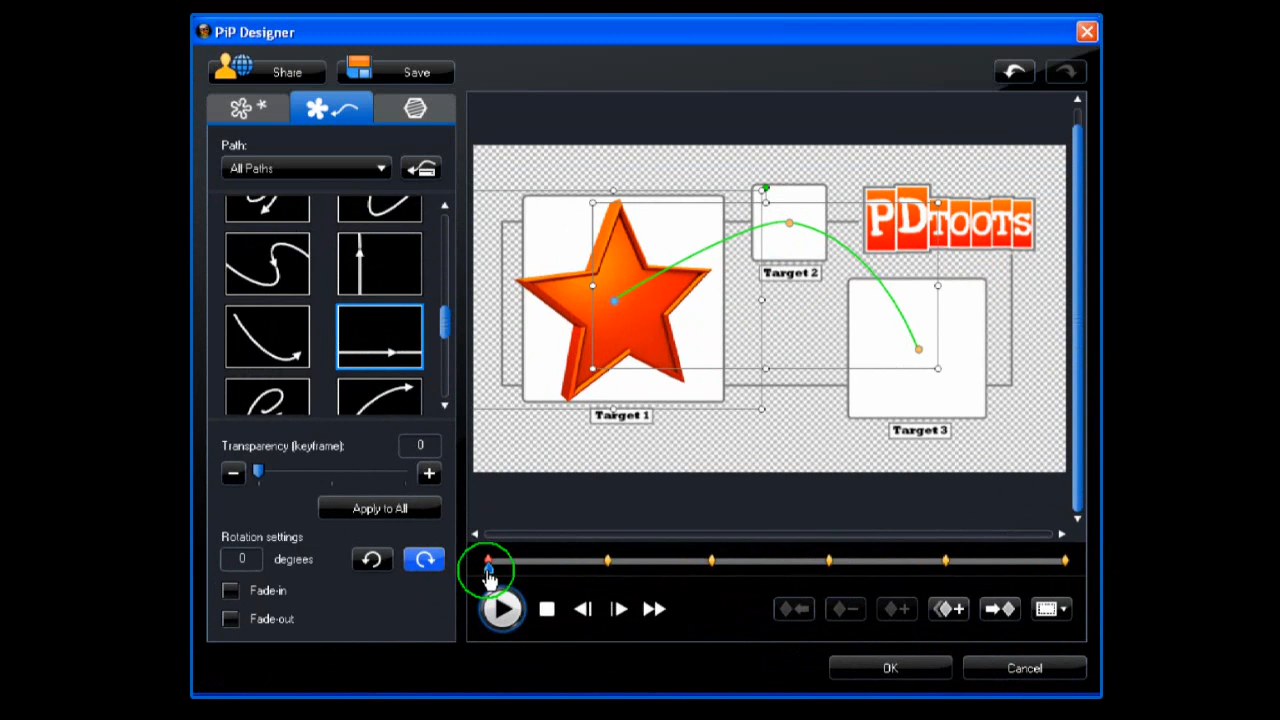 PiP Designer
Share
Save
Path:
All Paths
PDTOOTS
Target 2
Target 1
Target 3
Transparency (keyframe):
0
Apply to All
Rotation settings
0
degrees
Fade-in
Fade-out
OK
Cancel